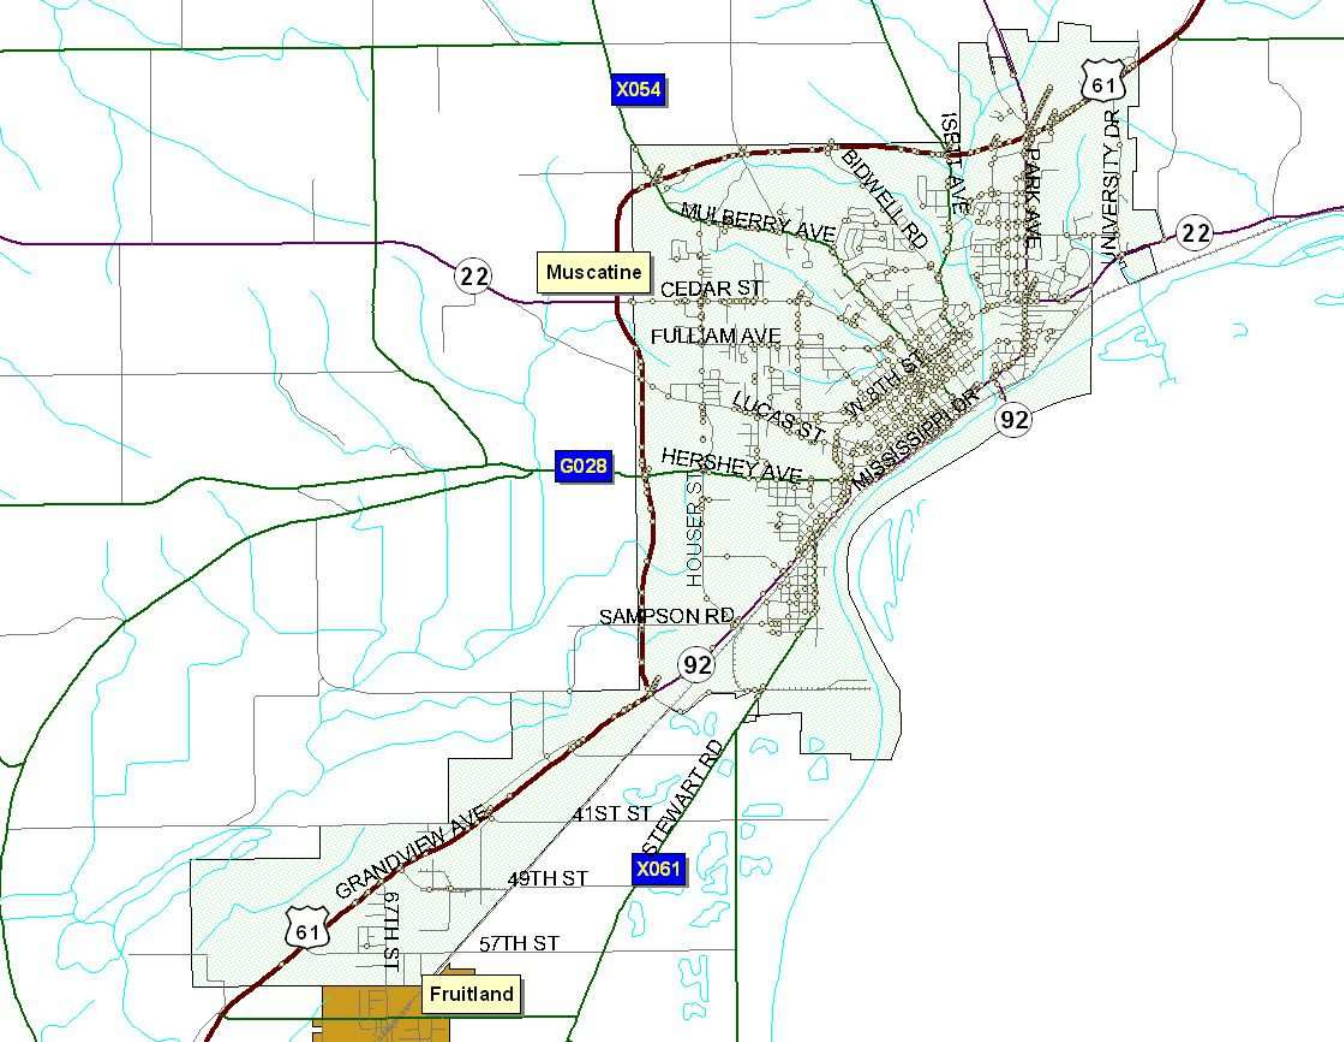 X054
61
ISETT AVE
UNIVERSITY DR
PARK AVE
BIDWELL RD
MULBERRY AVE
22
22
Muscatine
CEDAR ST
FULLIAM AVE
W 8TH ST
LUCAS ST
MISSISSIPPI DR
92
G028
HERSHEY AVE
HOUSER ST
SAMPSON RD
92
STEWART RD
41ST ST
GRANDVIEW AVE
X061
49TH ST
61
67TH ST
57TH ST
Fruitland